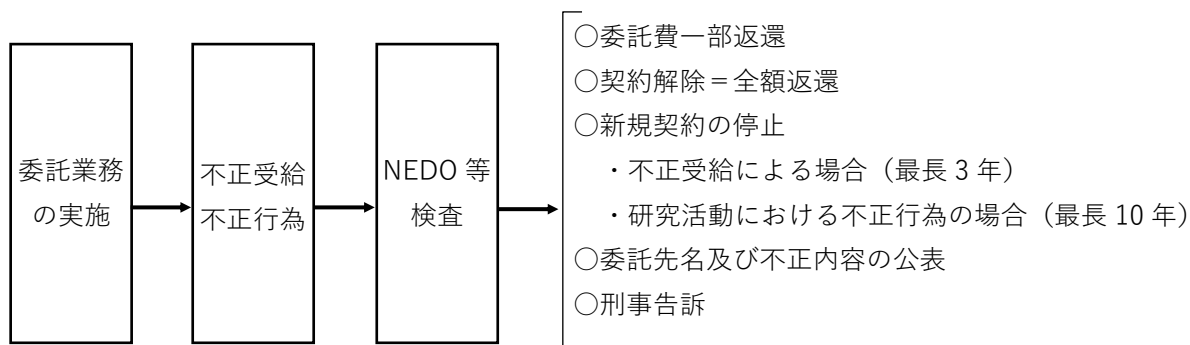 委託業務
の実施
不正受給
不正行為
NEDO 等
検査
○委託費一部返還
○契約解除＝全額返還
○新規契約の停止
・不正受給による場合（最長 3 年）
・研究活動における不正行為の場合（最長 10 年）
○委託先名及び不正内容の公表
○刑事告訴